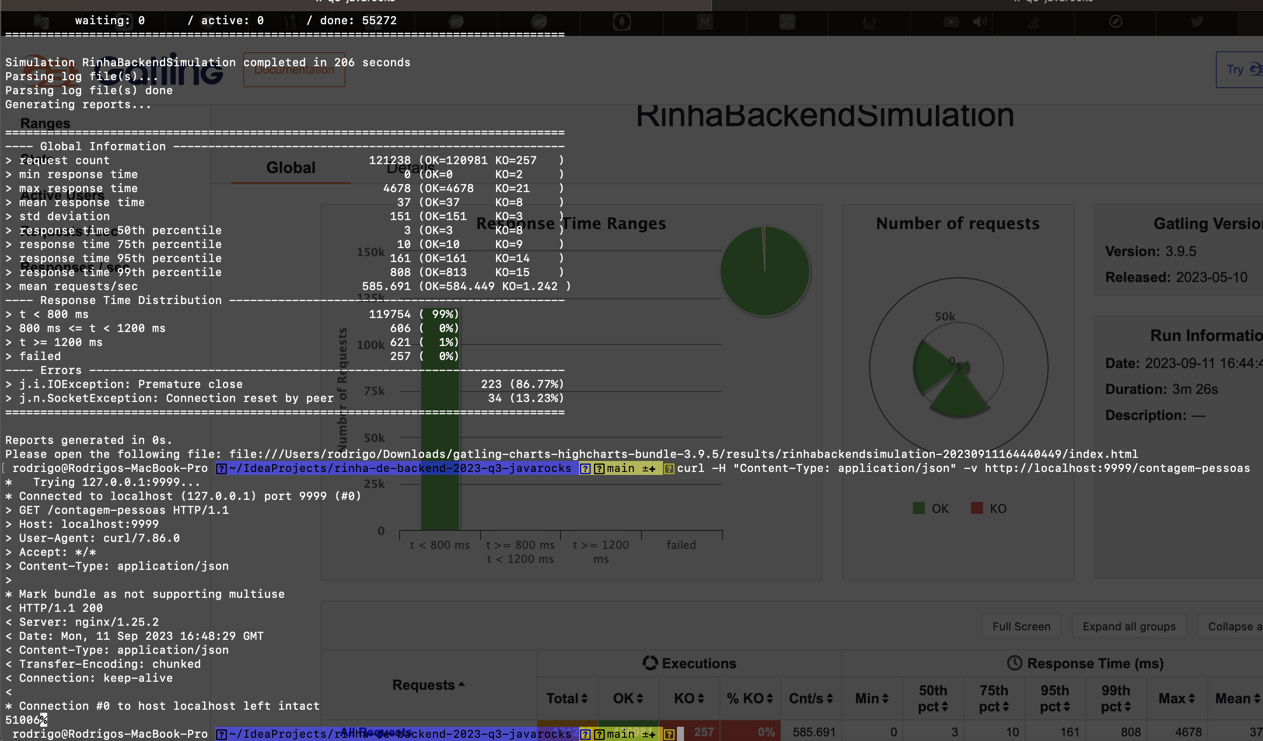 waiting: 0      / active: 0      / done: 55272
================================================================================
Simulation RinhaBackendSimulation completed in 206 seconds
Parsing log file(s)...
Parsing log file(s) done
Generating reports...
================================================================================
---- Global Information --------------------------------------------------------
> request count                                     121238 (OK=120981 KO=257   )
> min response time                                      0 (OK=0      KO=2     )
> max response time                                   4678 (OK=4678   KO=21    )
> mean response time                                    37 (OK=37     KO=8     )
> std deviation                                        151 (OK=151    KO=3     )
> response time 50th percentile                          3 (OK=3      KO=8     )
> response time 75th percentile                         10 (OK=10     KO=9     )
> response time 95th percentile                        161 (OK=161    KO=14    )
> response time 99th percentile                        808 (OK=813    KO=15    )
> mean requests/sec                                585.691 (OK=584.449 KO=1.242 )
---- Response Time Distribution ------------------------------------------------
> t < 800 ms                                        119754 ( 99%)
> 800 ms <= t < 1200 ms                                606 (  0%)
> t >= 1200 ms                                         621 (  1%)
> failed                                               257 (  0%)
---- Errors --------------------------------------------------------------------
> j.i.IOException: Premature close                                  223 (86.77%)
> j.n.SocketException: Connection reset by peer                      34 (13.23%)
================================================================================
Reports generated in 0s.
Please open the following file: file:///Users/rodrigo/Downloads/gatling-charts-highcharts-bundle-3.9.5/results/rinhabackendsimulation-20230911164440449/index.html
rodrigo@Rodrigos-MacBook-Pro ~/IdeaProjects/rinha-de-backend-2023-q3-javarocks main ±+ curl -H "Content-Type: application/json" -v http://localhost:9999/contagem-pessoas
*   Trying 127.0.0.1:9999...
* Connected to localhost (127.0.0.1) port 9999 (#0)
> GET /contagem-pessoas HTTP/1.1
> Host: localhost:9999
> User-Agent: curl/7.86.0
> Accept: */*
> Content-Type: application/json
>
* Mark bundle as not supporting multiuse
< HTTP/1.1 200
< Server: nginx/1.25.2
< Date: Mon, 11 Sep 2023 16:48:29 GMT
< Content-Type: application/json
< Transfer-Encoding: chunked
< Connection: keep-alive
<
* Connection #0 to host localhost left intact
51006%
rodrigo@Rodrigos-MacBook-Pro ~/IdeaProjects/rinha-de-backend-2023-q3-javarocks main ±+
Gatling
Documentation
Try
RinhaBackendSimulation
Ranges
Active Users
Global
Details
Response Time Ranges
Number of Requests
150k
125k
100k
75k
50k
25k
0
t < 800 ms
t >= 800 ms
t < 1200 ms
t >= 1200
ms
failed
Number of requests
50k
0
OK
KO
Gatling Versio
Version: 3.9.5
Released: 2023-05-10
Run Informatio
Date: 2023-09-11 16:44:4
Duration: 3m 26s
Description: —
Full Screen
Expand all groups
Collapse a
Executions
Response Time (ms)
Requests
Total
OK
KO
% KO
Cnt/s
Min
50th
pct
75th
pct
95th
pct
99th
pct
Max
Mean
All Requests
257
0%
585.691
0
3
10
161
808
4678
37